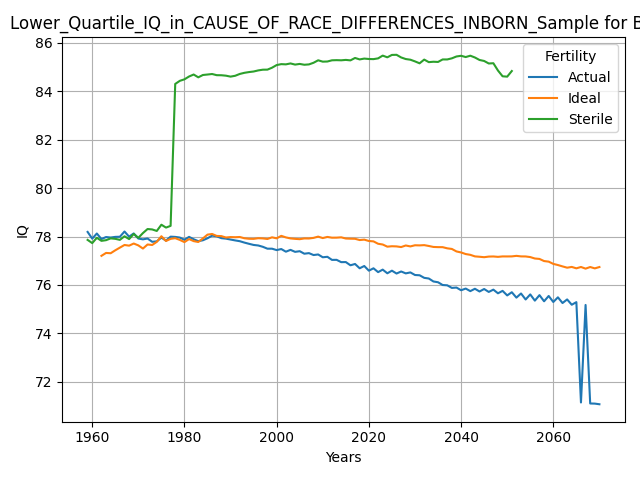 Lower_Quartile_IQ_in_CAUSE_OF_RACE_DIFFERENCES_INBORN_Sample for
86
84
82
80
78
76
74
72
IQ
1960
1980
2000
2020
2040
2060
Years
Fertility
Actual
Ideal
Sterile